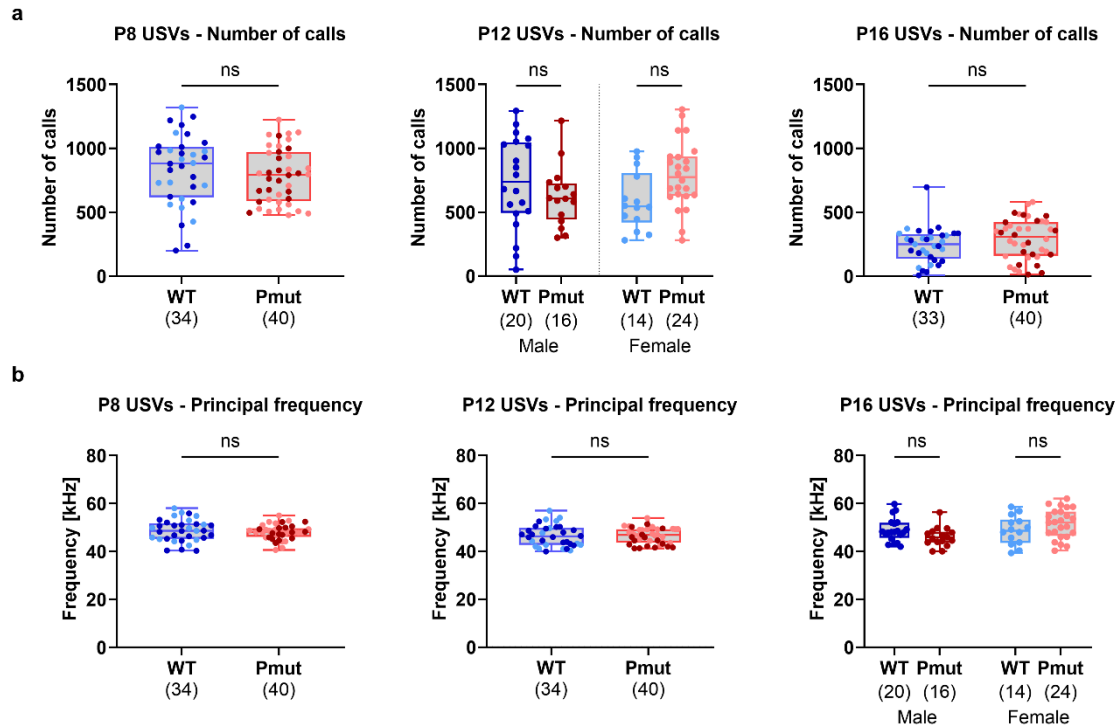 a
P8 USVs - Number of calls
P12 USVs - Number of calls
P16 USVs - Number of calls
ns
ns
ns
ns
Number of calls
1500
1000
500
0
Number of calls
1500
1000
500
0
Number of calls
1500
1000
500
0
WT
Pmut
(34)
(40)
WT
Pmut
WT
Pmut
(20)
(16)
(14)
(24)
Male
Female
WT
Pmut
(33)
(40)
b
P8 USVs - Principal frequency
P12 USVs - Principal frequency
P16 USVs - Principal frequency
ns
ns
ns
ns
Frequency [kHz]
80
60
40
20
0
Frequency [kHz]
80
60
40
20
0
Frequency [kHz]
80
60
40
20
0
WT
Pmut
(34)
(40)
WT
Pmut
(34)
(40)
WT
Pmut
WT
Pmut
(20)
(16)
(14)
(24)
Male
Female